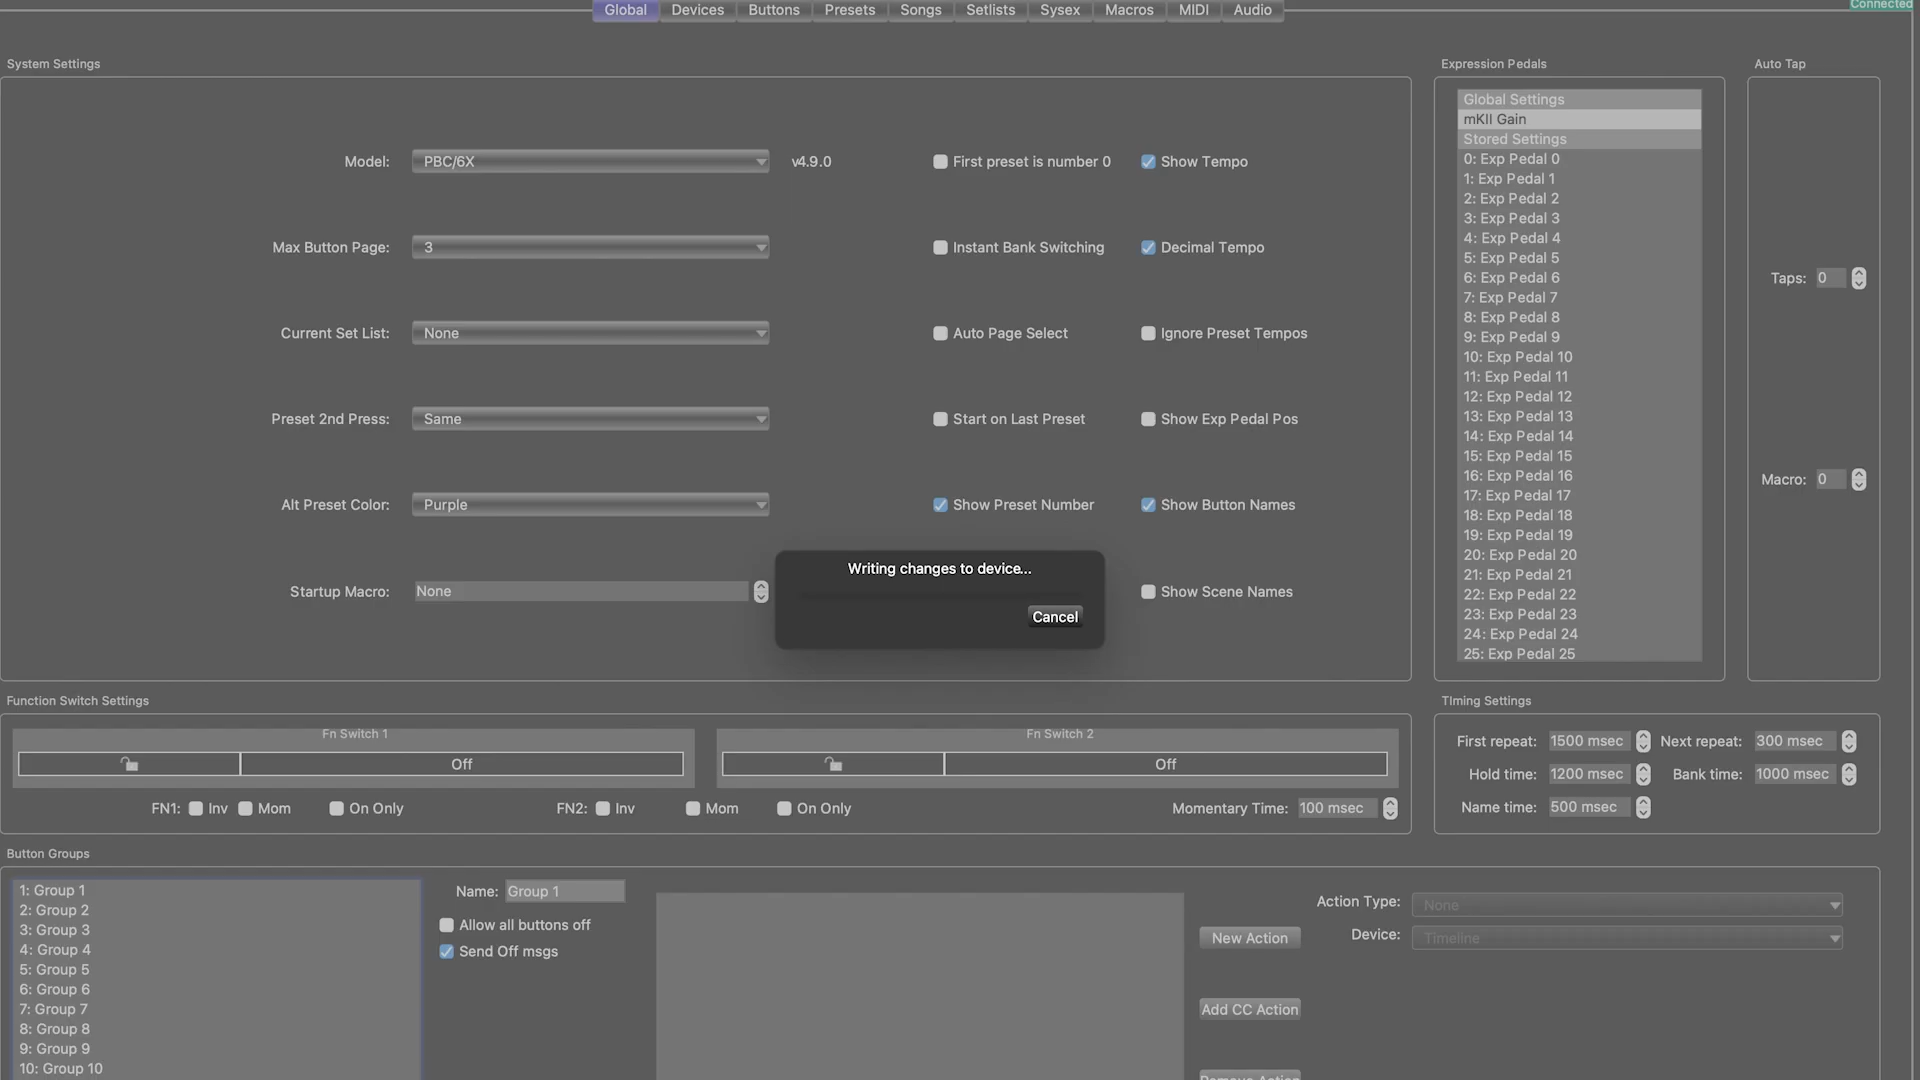 Global Devices Buttons Presets Songs Setlists Sysex Macros MIDI Audio
Connected
System Settings
Model: PBC/6X v4.9.0
First preset is number 0
Show Tempo
Max Button Page: 3
Instant Bank Switching
Decimal Tempo
Current Set List: None
Auto Page Select
Ignore Preset Tempos
Preset 2nd Press: Same
Start on Last Preset
Show Exp Pedal Pos
Alt Preset Color: Purple
Show Preset Number
Show Button Names
Startup Macro: None
Show Scene Names
Writing changes to device...
Cancel
Expression Pedals
Global Settings
mKII Gain
Stored Settings
0: Exp Pedal 0
1: Exp Pedal 1
2: Exp Pedal 2
3: Exp Pedal 3
4: Exp Pedal 4
5: Exp Pedal 5
6: Exp Pedal 6
7: Exp Pedal 7
8: Exp Pedal 8
9: Exp Pedal 9
10: Exp Pedal 10
11: Exp Pedal 11
12: Exp Pedal 12
13: Exp Pedal 13
14: Exp Pedal 14
15: Exp Pedal 15
16: Exp Pedal 16
17: Exp Pedal 17
18: Exp Pedal 18
19: Exp Pedal 19
20: Exp Pedal 20
21: Exp Pedal 21
22: Exp Pedal 22
23: Exp Pedal 23
24: Exp Pedal 24
25: Exp Pedal 25
Auto Tap
Taps: 0
Macro: 0
Function Switch Settings
Fn Switch 1
Off
Fn Switch 2
Off
FN1: Inv Mom On Only
FN2: Inv Mom On Only
Momentary Time: 100 msec
TIming Settings
First repeat: 1500 msec Next repeat: 300 msec
Hold time: 1200 msec Bank time: 1000 msec
Name time: 500 msec
Button Groups
1: Group 1
2: Group 2
3: Group 3
4: Group 4
5: Group 5
6: Group 6
7: Group 7
8: Group 8
9: Group 9
10: Group 10
Name: Group 1
Allow all buttons off
Send Off msgs
New Action
Add CC Action
Remove Action
Action Type: None
Device: Timeline